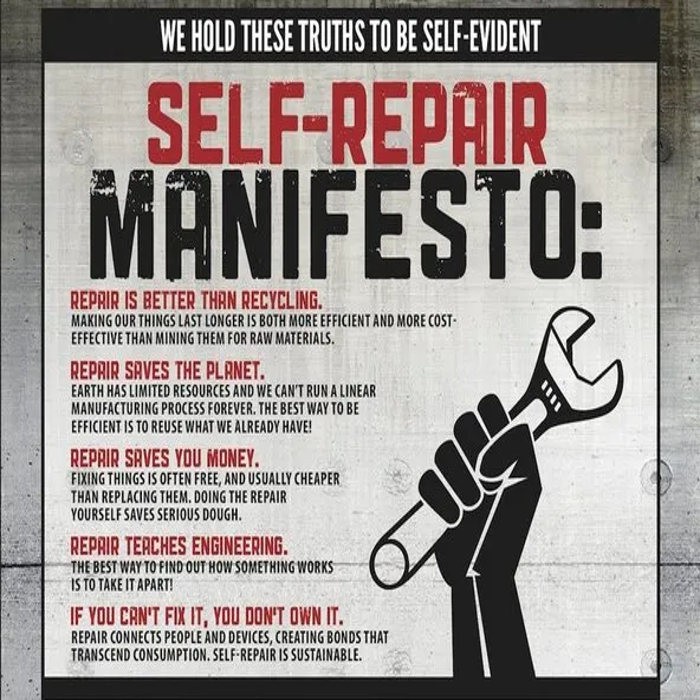 WE HOLD THESE TRUTHS TO BE SELF-EVIDENT
SELF-REPAIR
MANIFESTO:
REPAIR IS BETTER THAN RECYCLING.
MAKING OUR THINGS LAST LONGER IS BOTH MORE EFFICIENT AND MORE COST-
EFFECTIVE THAN MINING THEM FOR RAW MATERIALS.
REPAIR SAVES THE PLANET.
EARTH HAS LIMITED RESOURCES AND WE CAN'T RUN A LINEAR
MANUFACTURING PROCESS FOREVER. THE BEST WAY TO BE
EFFICIENT IS TO REUSE WHAT WE ALREADY HAVE!
REPAIR SAVES YOU MONEY.
FIXING THINGS IS OFTEN FREE, AND USUALLY CHEAPER
THAN REPLACING THEM. DOING THE REPAIR
YOURSELF SAVES SERIOUS DOUGH.
REPAIR TEACHES ENGINEERING.
THE BEST WAY TO FIND OUT HOW SOMETHING WORKS
IS TO TAKE IT APART!
IF YOU CAN'T FIX IT, YOU DON'T OWN IT.
REPAIR CONNECTS PEOPLE AND DEVICES, CREATING BONDS THAT
TRANSCEND CONSUMPTION. SELF-REPAIR IS SUSTAINABLE.